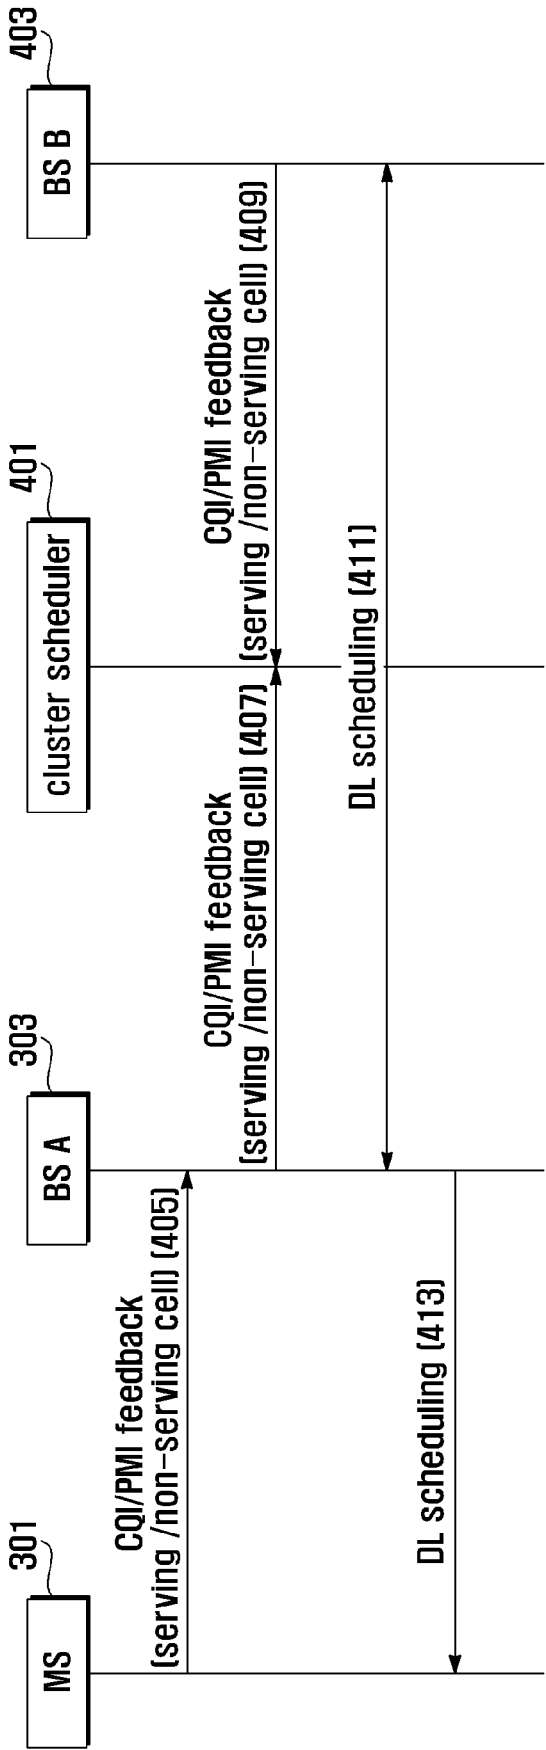 301
303
401
403
MS
BS A
cluster scheduler
BS B
CQI/PMI feedback
(serving /non-serving cell) (405)
CQI/PMI feedback
(serving /non-serving cell) (407)
CQI/PMI feedback
(serving /non-serving cell) (409)
DL scheduling (411)
DL scheduling (413)